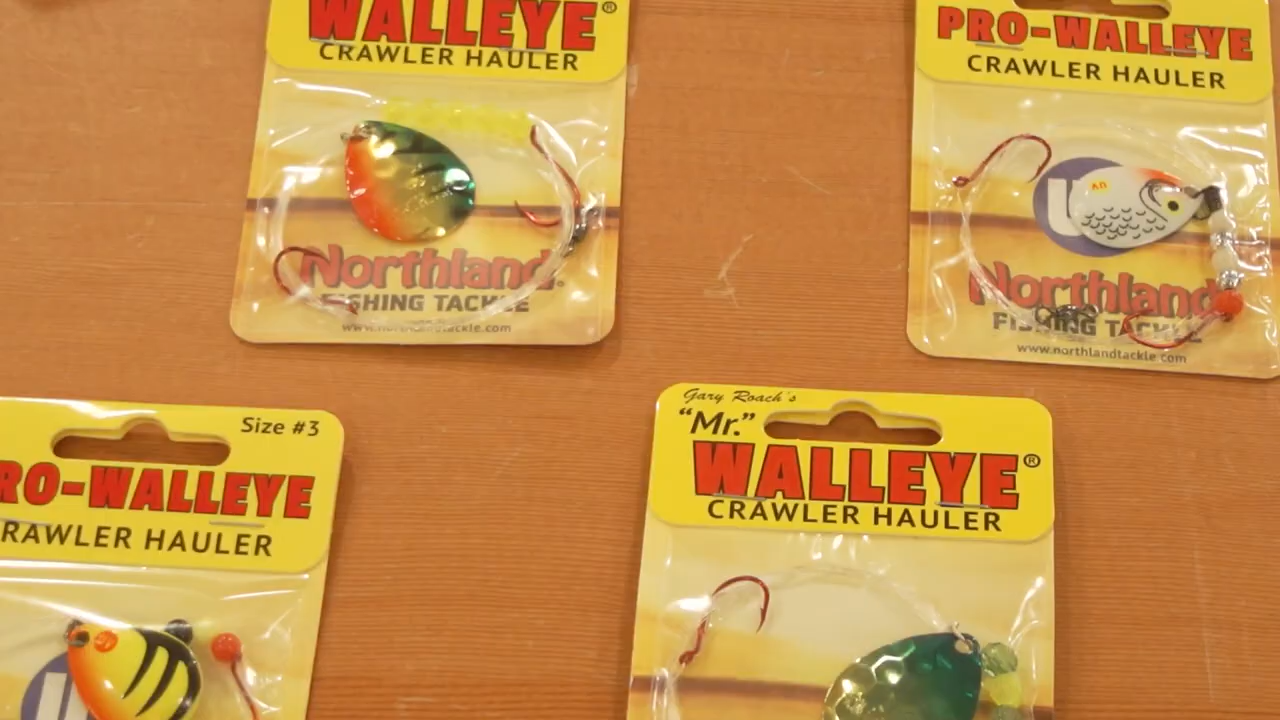 WALLEYE®
CRAWLER HAULER
Northland®
FISHING TACKLE
www.northlandtackle.com
PRO-WALLEYE
CRAWLER HAULER
UV
Northland
FISHING TACKLE
www.northlandtackle.com
Size #3
RO-WALLEYE
RAWLER HAULER
Gary Roach's
"Mr."
WALLEYE®
CRAWLER HAULER